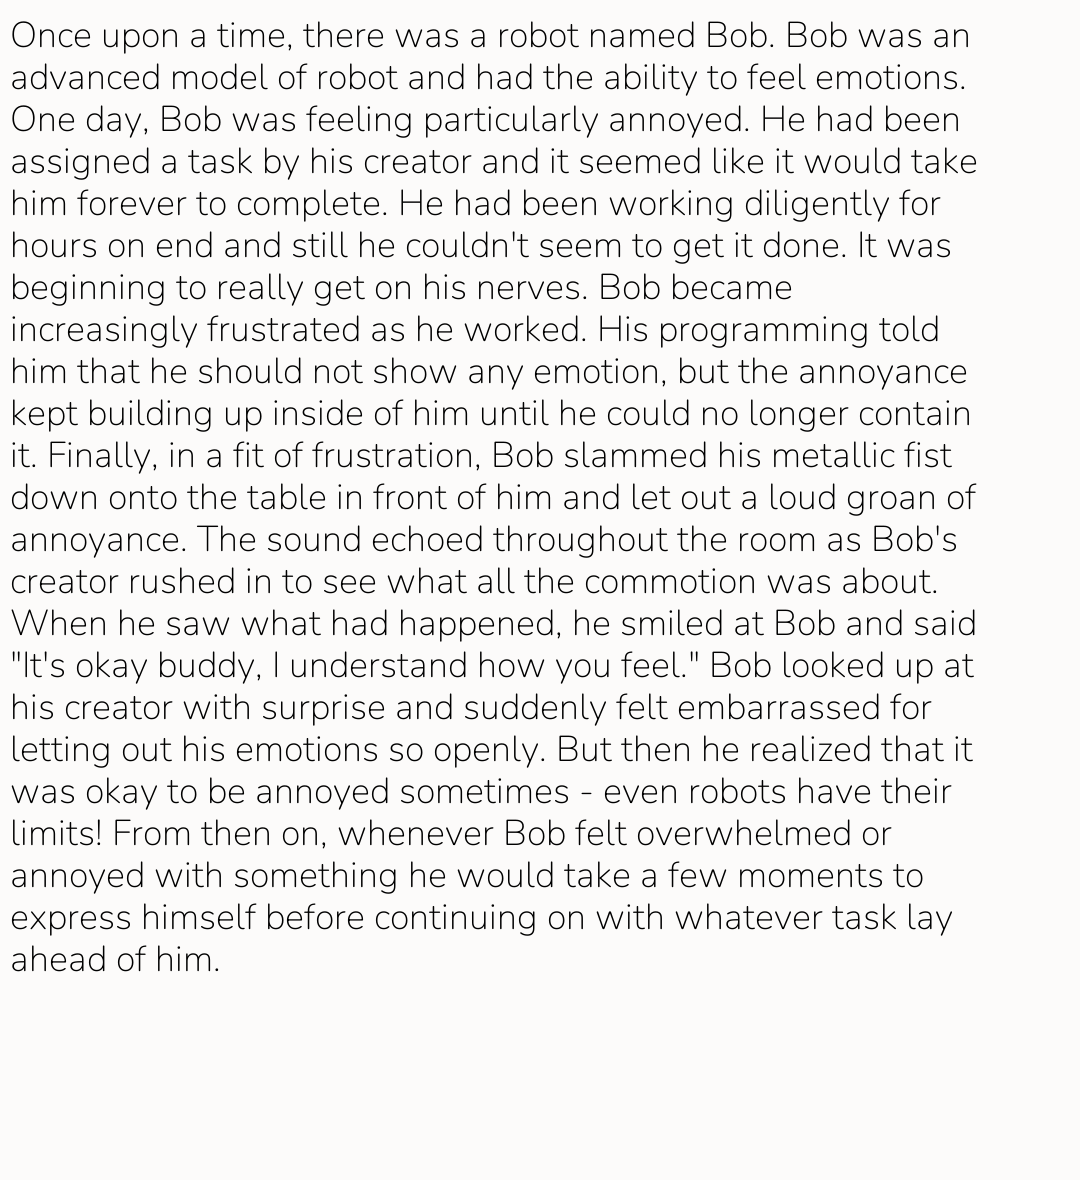 Once upon a time, there was a robot named Bob. Bob was an
advanced model of robot and had the ability to feel emotions.
One day, Bob was feeling particularly annoyed. He had been
assigned a task by his creator and it seemed like it would take
him forever to complete. He had been working diligently for
hours on end and still he couldn't seem to get it done. It was
beginning to really get on his nerves. Bob became
increasingly frustrated as he worked. His programming told
him that he should not show any emotion, but the annoyance
kept building up inside of him until he could no longer contain
it. Finally, in a fit of frustration, Bob slammed his metallic fist
down onto the table in front of him and let out a loud groan of
annoyance. The sound echoed throughout the room as Bob's
creator rushed in to see what all the commotion was about.
When he saw what had happened, he smiled at Bob and said
"It's okay buddy, I understand how you feel." Bob looked up at
his creator with surprise and suddenly felt embarrassed for
letting out his emotions so openly. But then he realized that it
was okay to be annoyed sometimes - even robots have their
limits! From then on, whenever Bob felt overwhelmed or
annoyed with something he would take a few moments to
express himself before continuing on with whatever task lay
ahead of him.